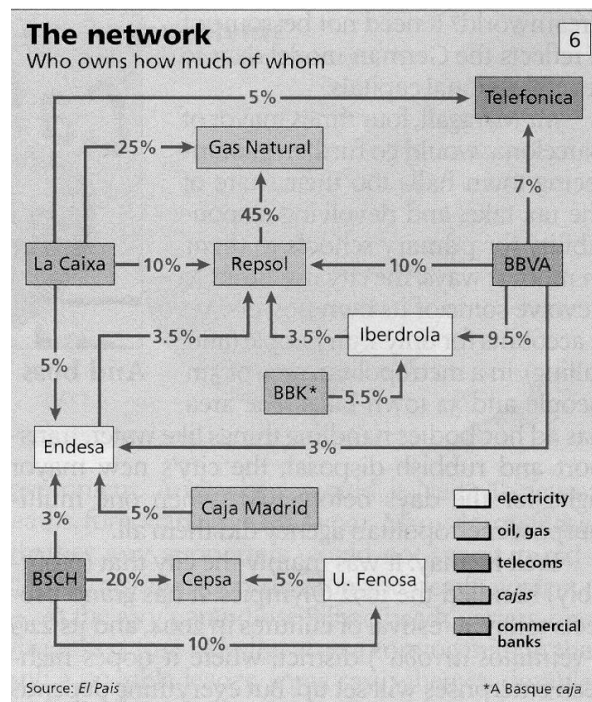 The network
6
Who owns how much of whom
5%
Telefonica
25%
Gas Natural
7%
45%
La Caixa
10%
Repsol
10%
BBVA
3.5%
3.5%
Iberdrola
9.5%
5%
BBK*
5.5%
Endesa
3%
3%
5%
Caja Madrid
BSCH
20%
Cepsa
5%
U. Fenosa
10%
electricity
oil, gas
telecoms
cajas
commercial
banks
Source: El Pais
*A Basque caja